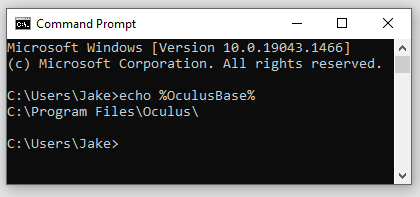 Command Prompt
Microsoft Windows [Version 10.0.19043.1466]
(c) Microsoft Corporation. All rights reserved.
C:\Users\Jake>echo %OculusBase%
C:\Program Files\Oculus\
C:\Users\Jake>